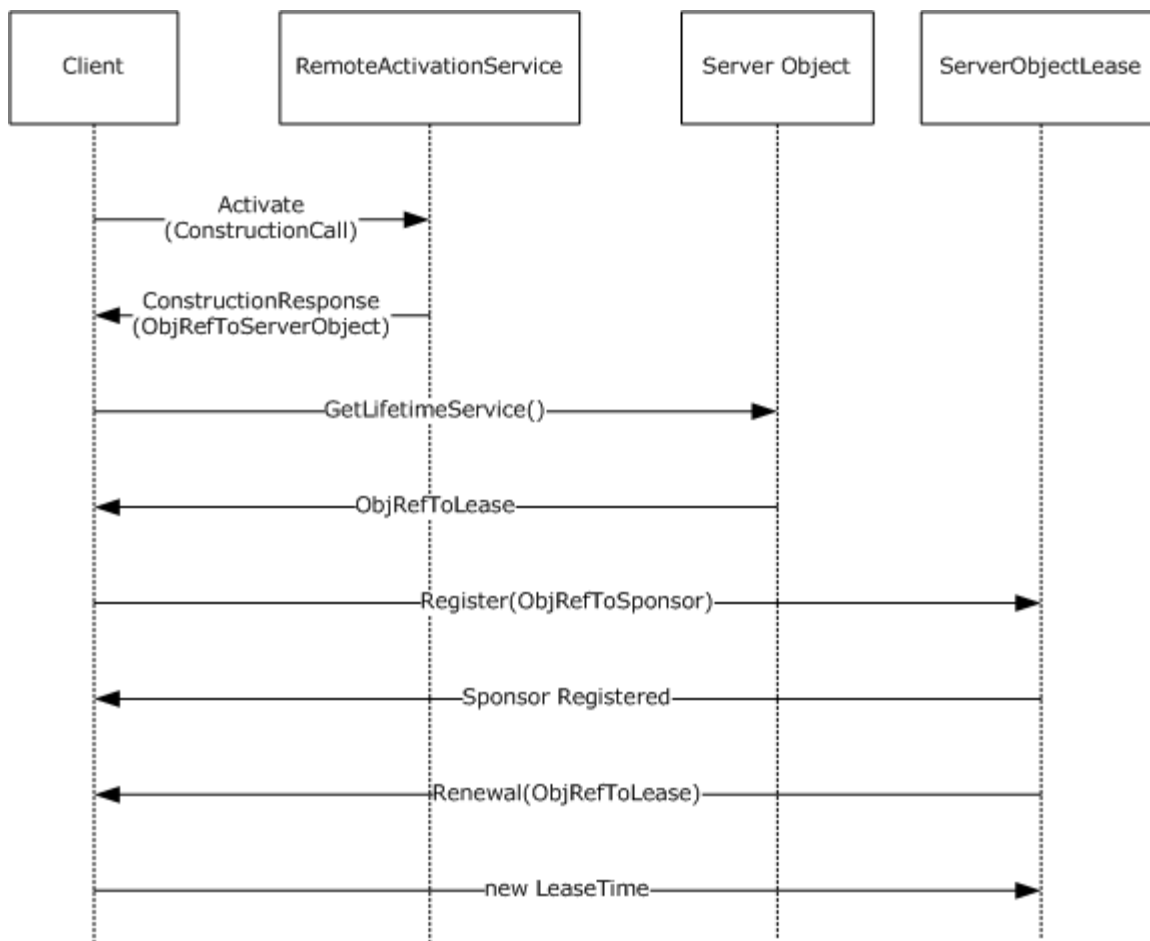 Client
RemoteActivationService
Server Object
ServerObjectLease
Activate
(ConstructionCall)
ConstructionResponse
(ObjRefToServerObject)
GetLifetimeService()
ObjRefToLease
Register(ObjRefToSponsor)
Sponsor Registered
Renewal(ObjRefToLease)
new LeaseTime